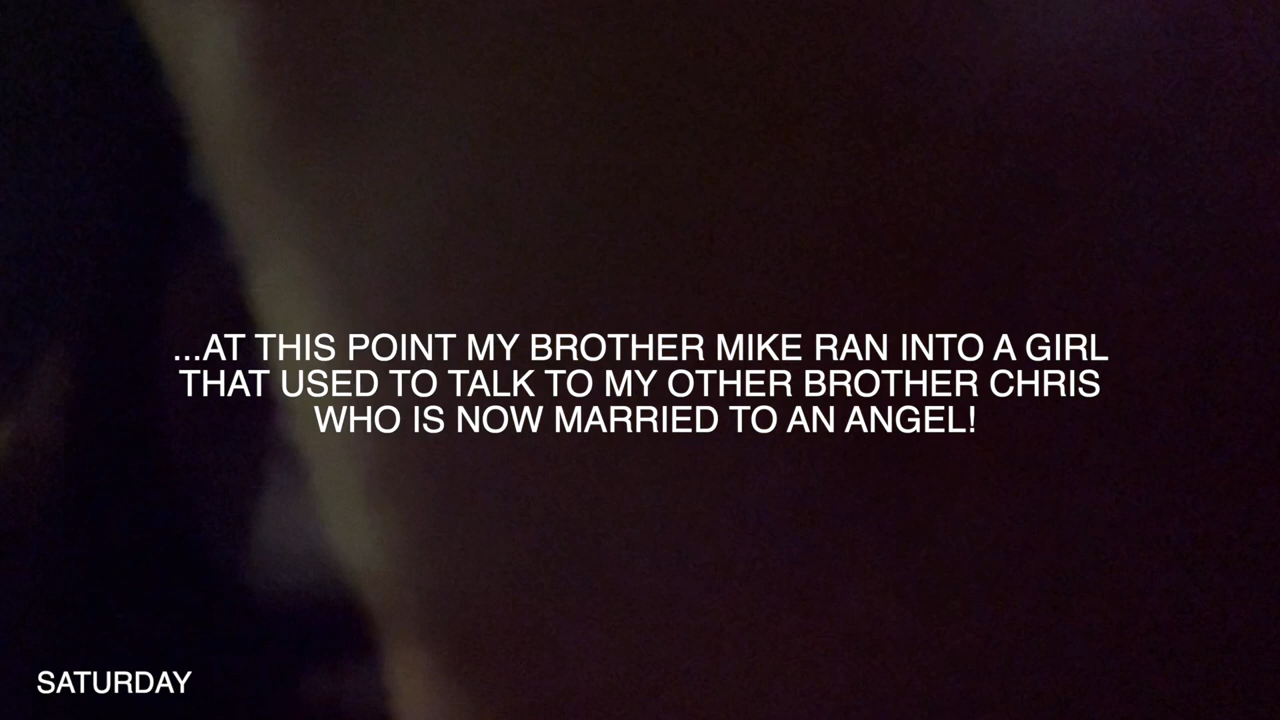 ...AT THIS POINT MY BROTHER MIKE RAN INTO A GIRL
THAT USED TO TALK TO MY OTHER BROTHER CHRIS
WHO IS NOW MARRIED TO AN ANGEL!
SATURDAY